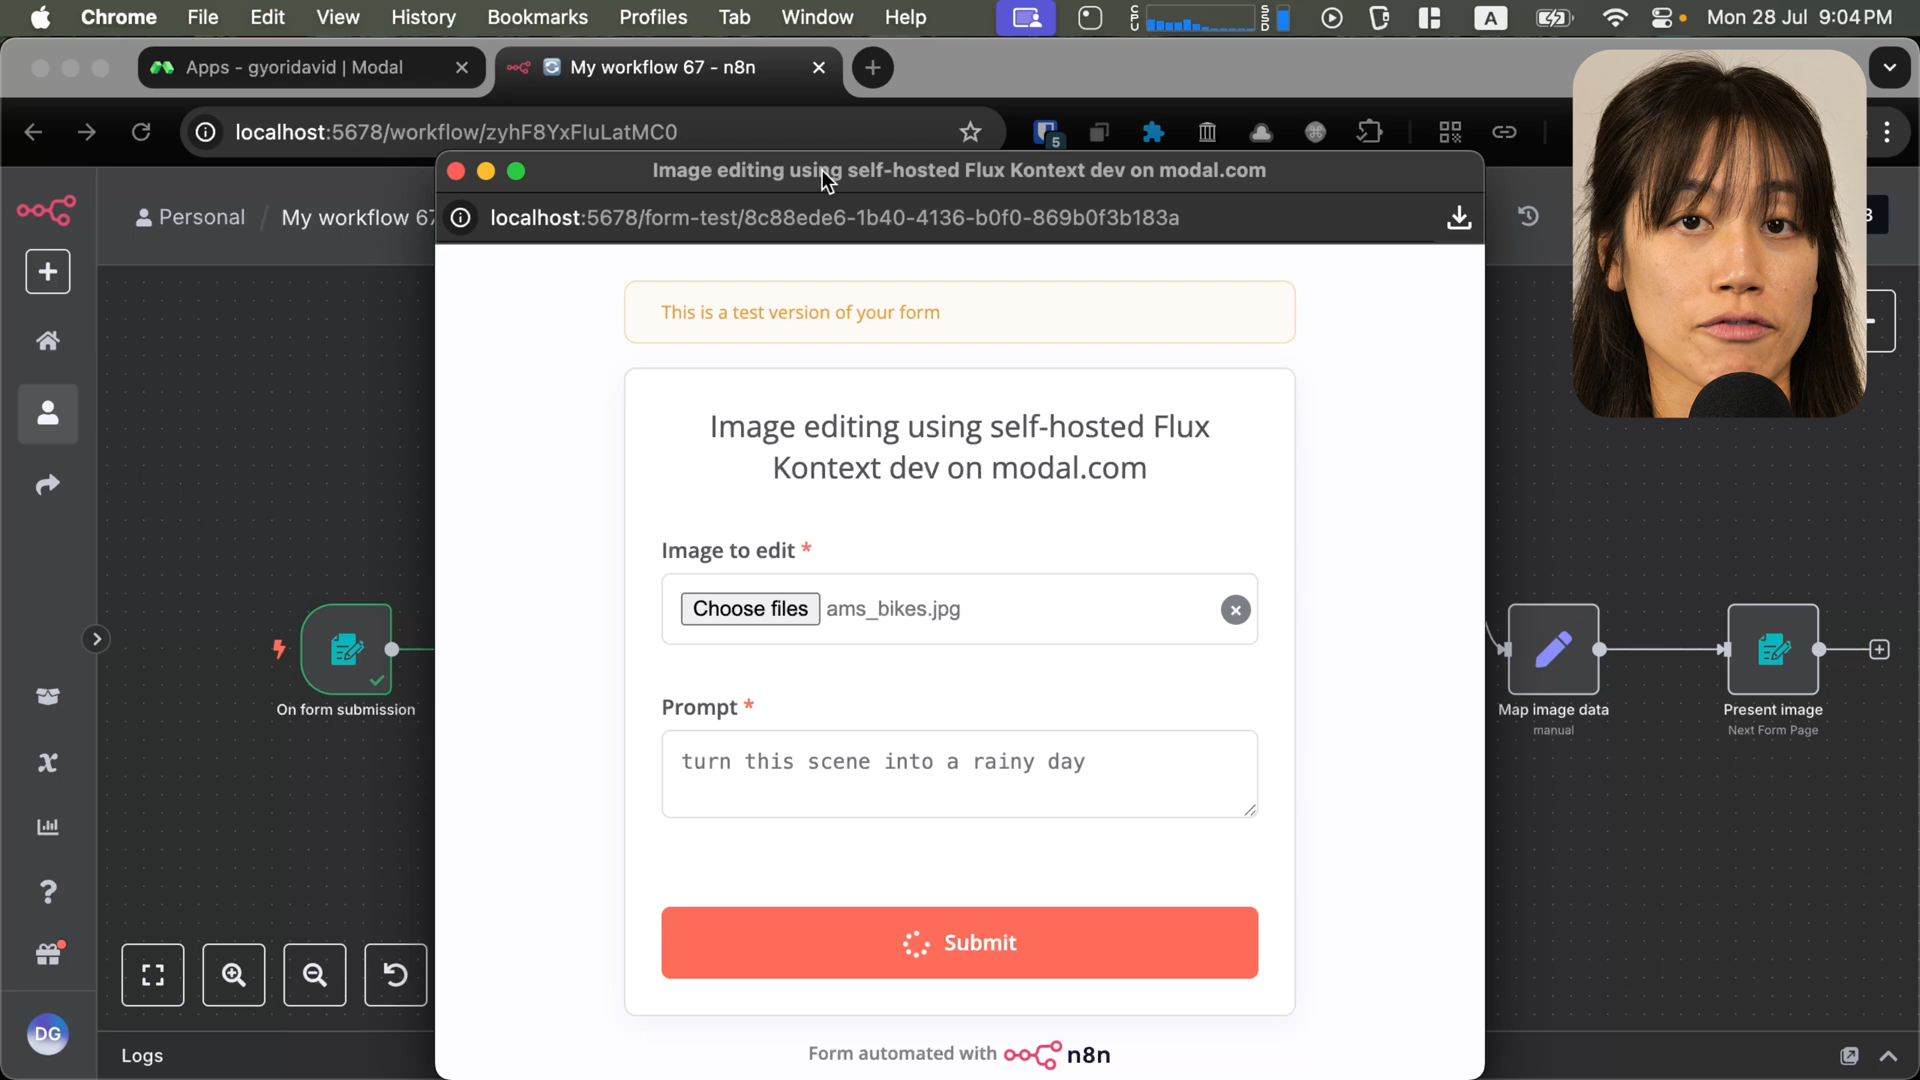 Chrome File Edit View History Bookmarks Profiles Tab Window Help CPU SSD A Mon 28 Jul 9:04 PM
Apps - gyoridavid | Modal
My workflow 67 - n8n
localhost:5678/workflow/zyhF8YxFIuLatMC0
5
Image editing using self-hosted Flux Kontext dev on modal.com
localhost:5678/form-test/8c88ede6-1b40-4136-b0f0-869b0f3b183a
Personal / My workflow 67
This is a test version of your form
Image editing using self-hosted Flux
Kontext dev on modal.com
Image to edit *
Choose files ams_bikes.jpg
Prompt *
turn this scene into a rainy day
Submit
Form automated with n8n
On form submission
Map image data
manual
Present image
Next Form Page
DG
Logs